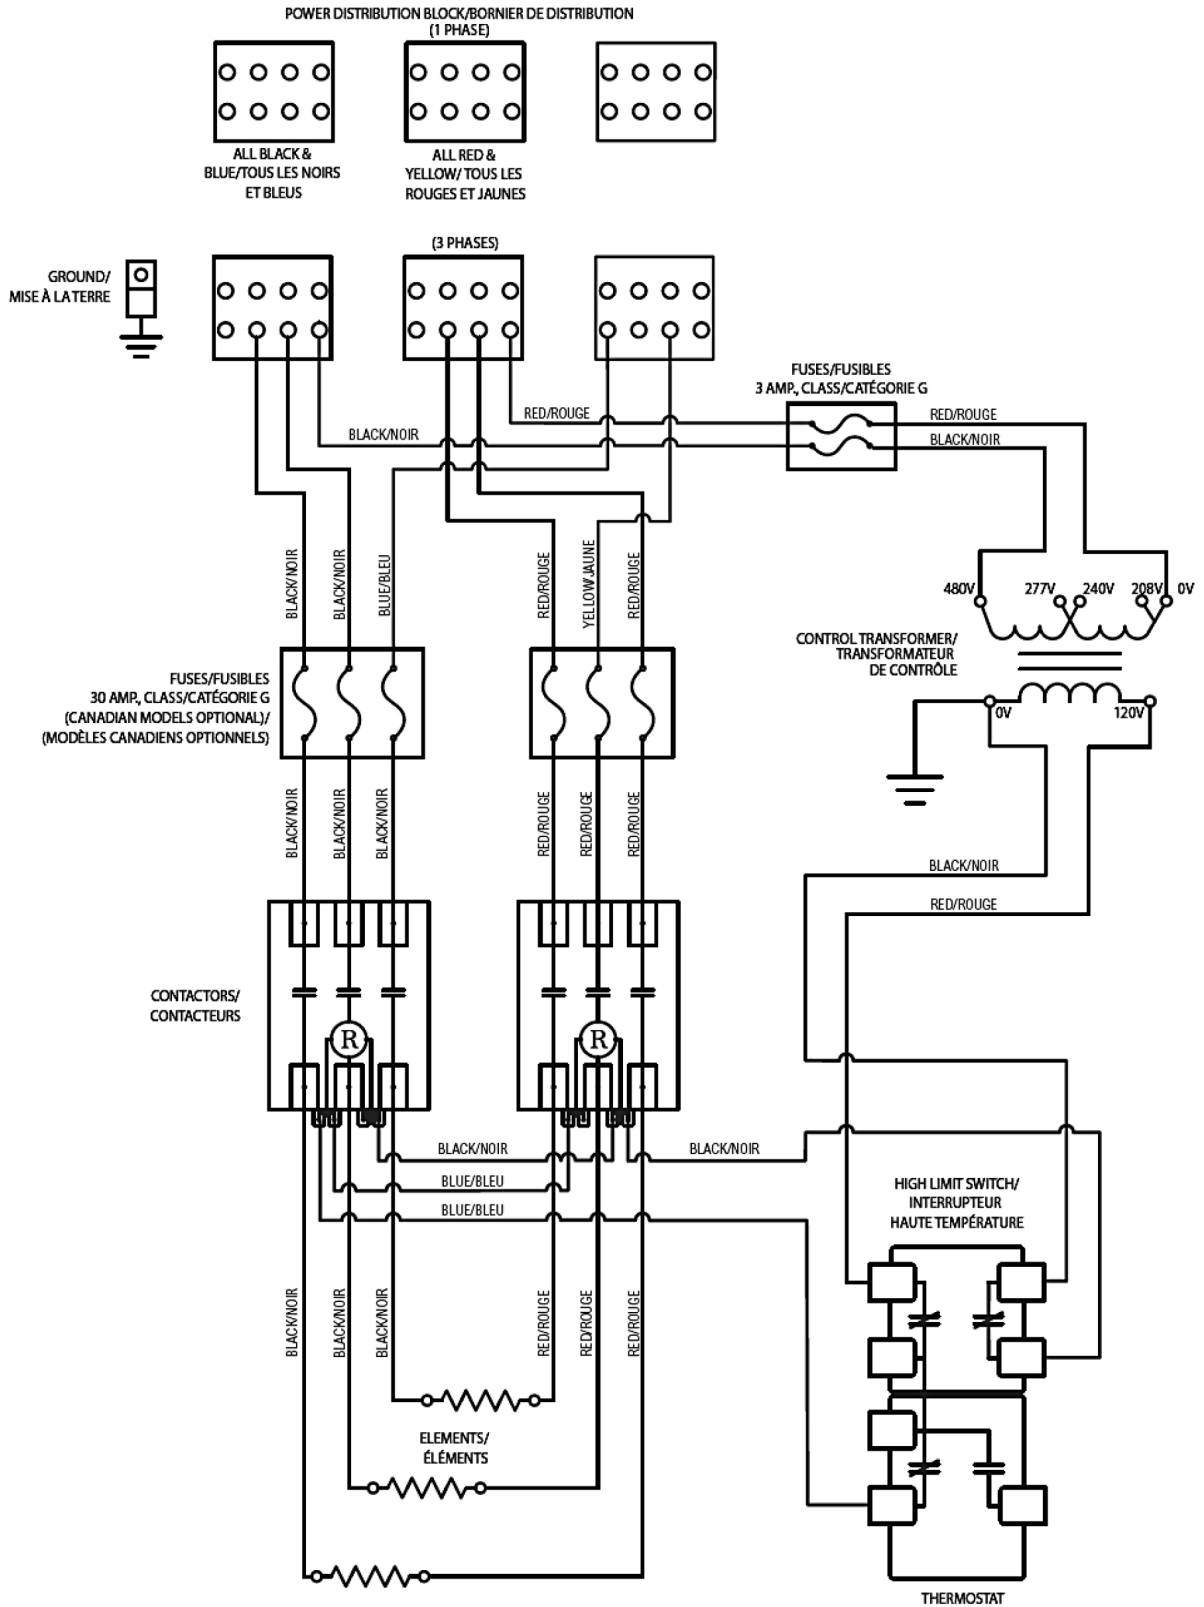 POWER DISTRIBUTION BLOCK/BORNIER DE DISTRIBUTION
(1 PHASE)
ALL BLACK &
BLUE/TOUS LES NOIRS
ET BLEUS
ALL RED &
YELLOW/ TOUS LES
ROUGES ET JAUNES
(3 PHASES)
GROUND/
MISE À LA TERRE
FUSES/FUSIBLES
3 AMP., CLASS/CATÉGORIE G
RED/ROUGE
RED/ROUGE
BLACK/NOIR
BLACK/NOIR
BLACK/NOIR
BLACK/NOIR
BLUE/BLEU
RED/ROUGE
YELLOW/JAUNE
RED/ROUGE
480V
277V
240V
208V
0V
CONTROL TRANSFORMER/
TRANSFORMATEUR
DE CONTRÔLE
0V
120V
FUSES/FUSIBLES
30 AMP., CLASS/CATÉGORIE G
(CANADIAN MODELS OPTIONAL)/
(MODÈLES CANADIENS OPTIONNELS)
BLACK/NOIR
BLACK/NOIR
BLACK/NOIR
RED/ROUGE
RED/ROUGE
RED/ROUGE
BLACK/NOIR
RED/ROUGE
CONTACTORS/
CONTACTEURS
R
R
BLACK/NOIR
BLACK/NOIR
BLUE/BLEU
BLUE/BLEU
HIGH LIMIT SWITCH/
INTERRUPTEUR
HAUTE TEMPÉRATURE
BLACK/NOIR
BLACK/NOIR
BLACK/NOIR
RED/ROUGE
RED/ROUGE
RED/ROUGE
ELEMENTS/
ÉLÉMENTS
THERMOSTAT